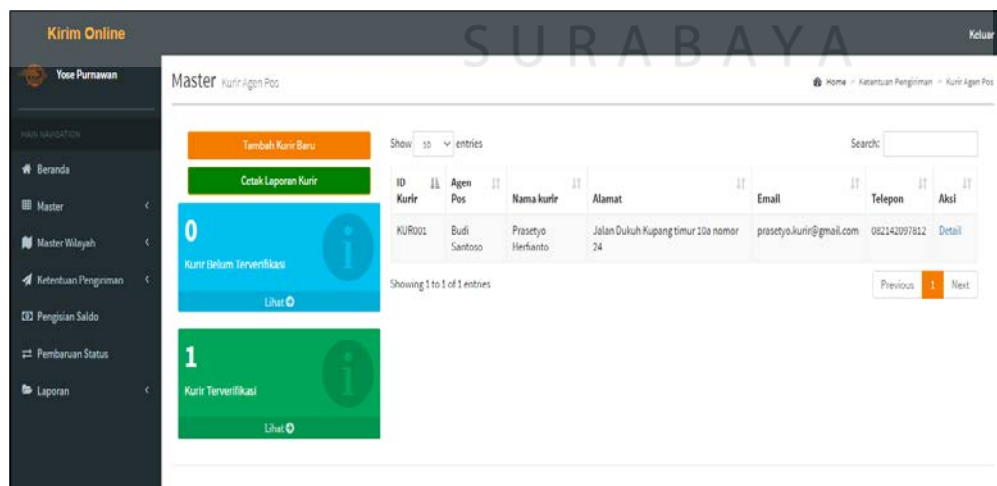 SURABAYA
Kirim Online
Keluar
Yose Purnawan
Master Kurir Agen Pos
Home > Ketentuan Pengiriman > Kurir Agen Pos
MAIN NAVIGATION
Beranda
Master
Master Wilayah
Ketentuan Pengiriman
Pengisian Saldo
Pembaruan Status
Laporan
Tambah Kurir Baru
Cetak Laporan Kurir
0
Kurir Belum Terverifikasi
Lihat
1
Kurir Terverifikasi
Lihat
Show 10 entries
Search:
ID Kurir Agen Pos Nama kurir Alamat Email Telepon Aksi
KUR001 Budi Santoso Prasetyo Herfianto Jalan Dukuh Kupang timur 10a nomor 24 prasetyo.kurir@gmail.com 082142097812 Detail
Showing 1 to 1 of 1 entries
Previous 1 Next